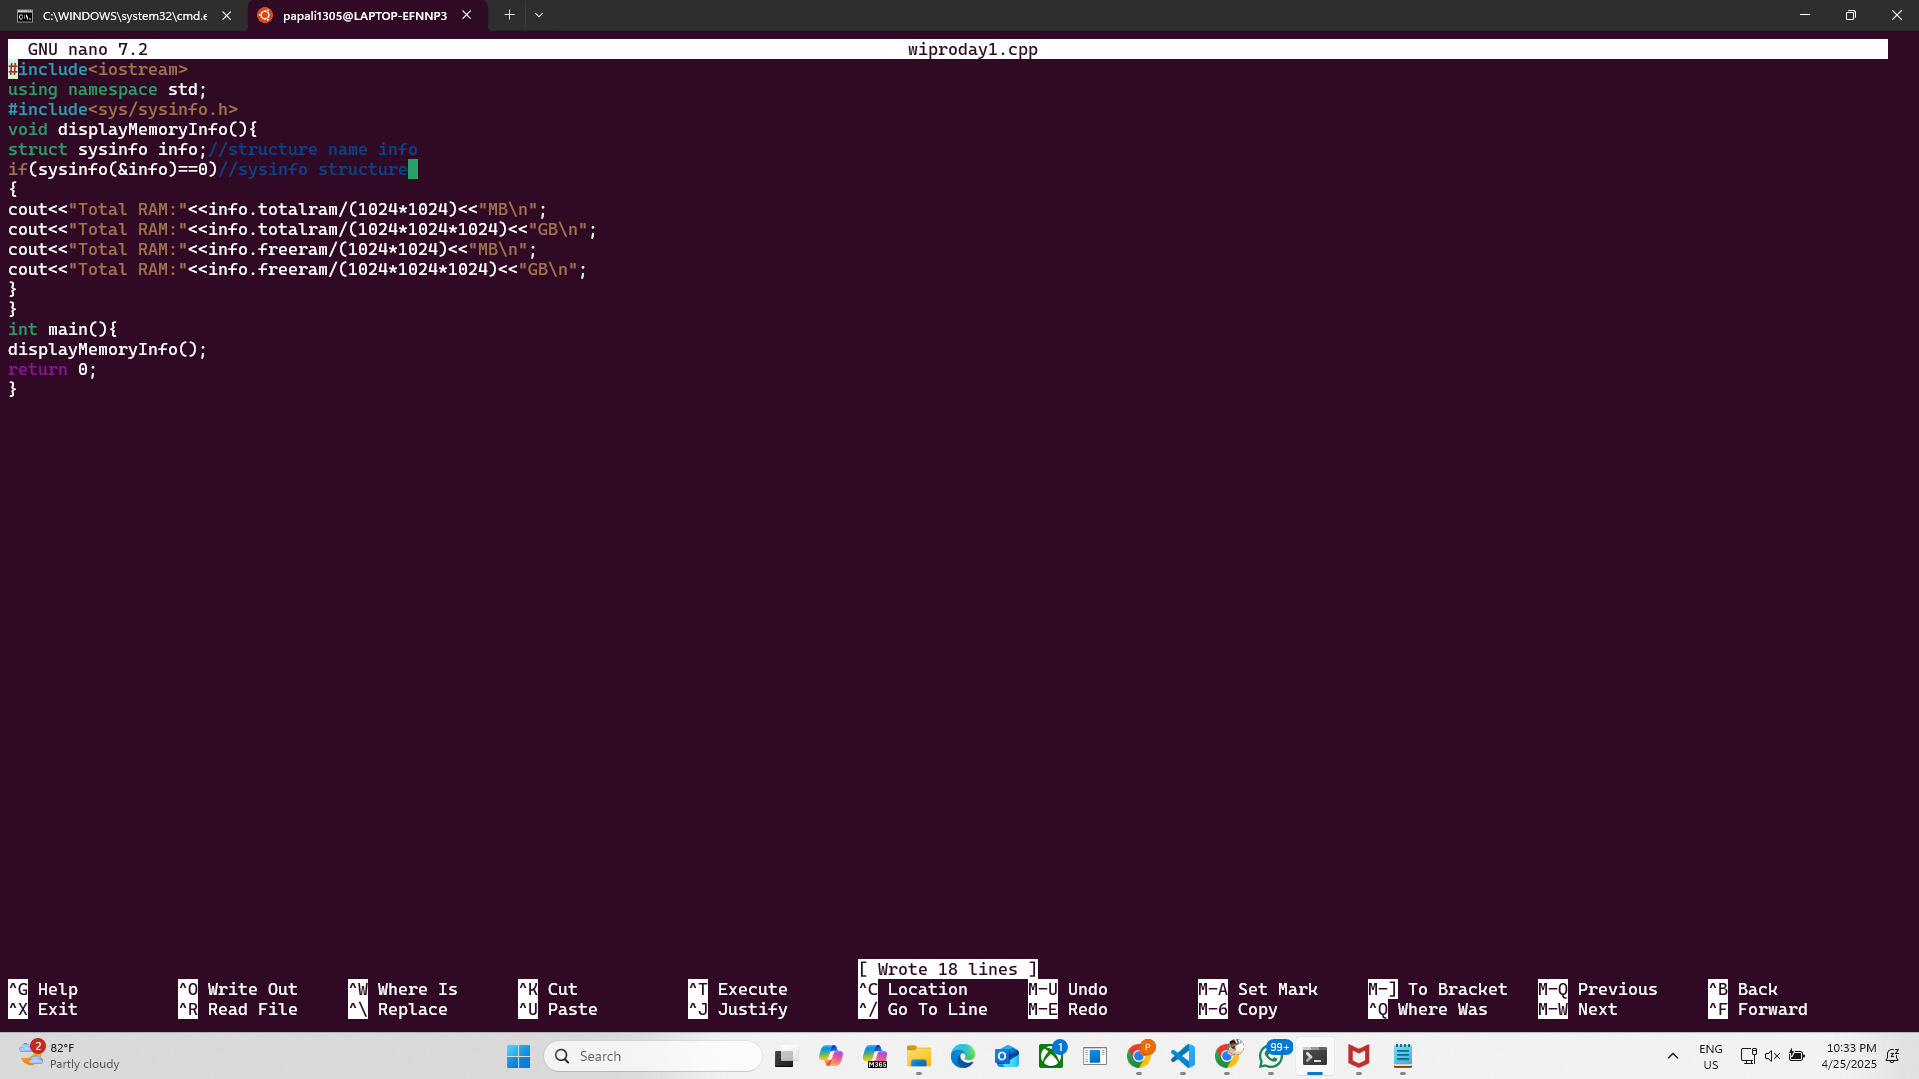 C:\WINDOWS\system32\cmd.e
papali1305@LAPTOP-EFNNP3
GNU nano 7.2 wiproday1.cpp
#include<iostream>
using namespace std;
#include<sys/sysinfo.h>
void displayMemoryInfo(){
struct sysinfo info;//structure name info
if(sysinfo(&info)==0)//sysinfo structure
{
cout<<"Total RAM:"<<info.totalram/(1024*1024)<<"MB\n";
cout<<"Total RAM:"<<info.totalram/(1024*1024*1024)<<"GB\n";
cout<<"Total RAM:"<<info.freeram/(1024*1024)<<"MB\n";
cout<<"Total RAM:"<<info.freeram/(1024*1024*1024)<<"GB\n";
}
}
int main(){
displayMemoryInfo();
return 0;
}
[ Wrote 18 lines ]
^G Help ^O Write Out ^W Where Is ^K Cut ^T Execute ^C Location M-U Undo M-A Set Mark M-] To Bracket M-Q Previous ^B Back
^X Exit ^R Read File ^\ Replace ^U Paste ^J Justify ^/ Go To Line M-E Redo M-6 Copy ^Q Where Was M-W Next ^F Forward
2
82°F
Partly cloudy
Search
M365
1
P
99+
ENG
US
10:33 PM
4/25/2025